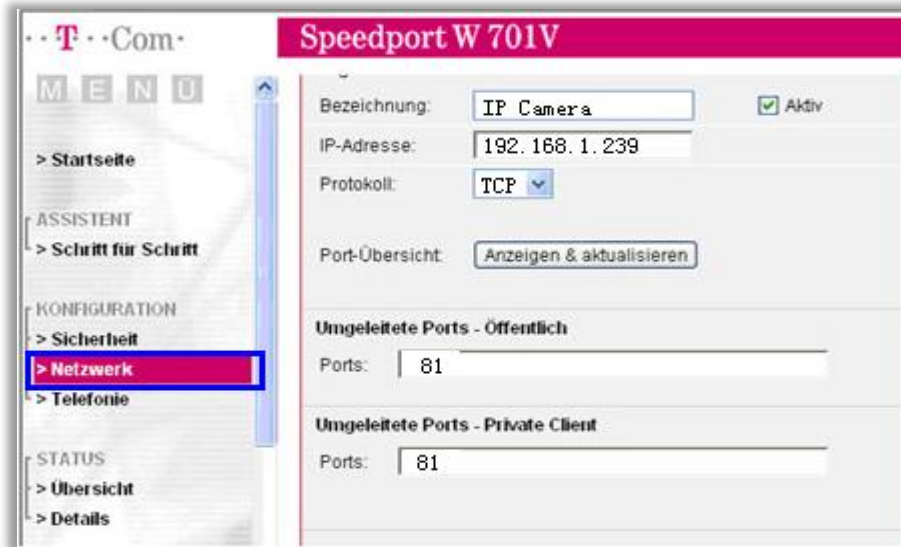 · · T · · Com ·
Speedport W 701V
MENÜ
> Startseite
ASSISTENT
> Schritt für Schritt
KONFIGURATION
> Sicherheit
> Netzwerk
> Telefonie
STATUS
> Übersicht
> Details
Bezeichnung: IP Camera Aktiv
IP-Adresse: 192.168.1.239
Protokoll: TCP
Port-Übersicht: Anzeigen & aktualisieren
Umgeleitete Ports - Öffentlich
Ports: 81
Umgeleitete Ports - Private Client
Ports: 81